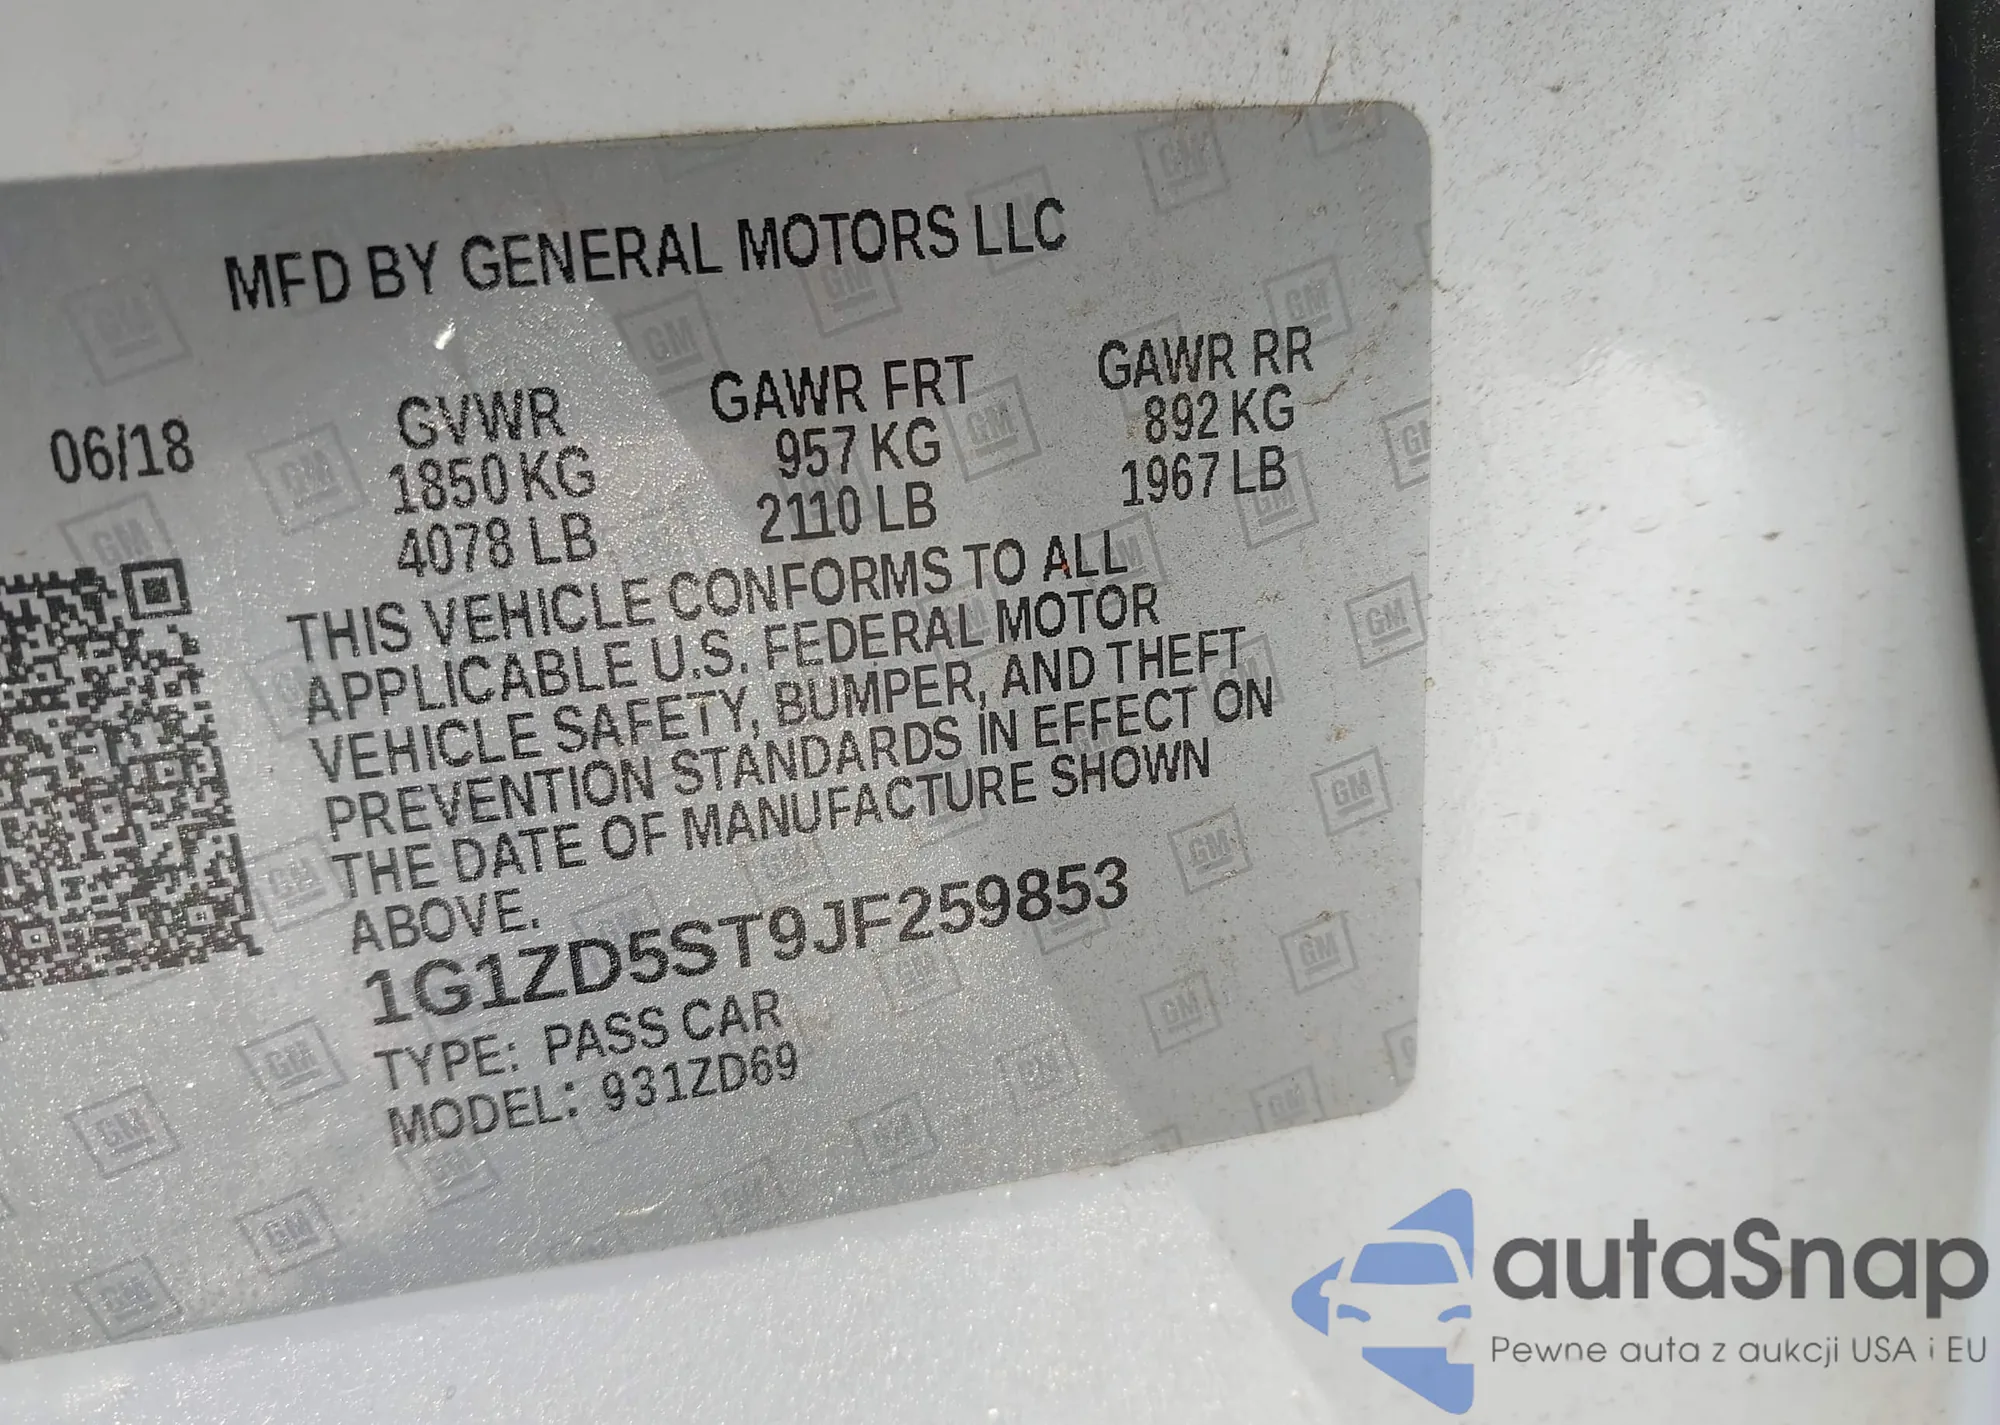 MFD BY GENERAL MOTORS LLC
06/18
GVWR
1850 KG
4078 LB
GAWR FRT
957 KG
2110 LB
GAWR RR
892 KG
1967 LB
THIS VEHICLE CONFORMS TO ALL
APPLICABLE U.S. FEDERAL MOTOR
VEHICLE SAFETY, BUMPER, AND THEFT
PREVENTION STANDARDS IN EFFECT ON
THE DATE OF MANUFACTURE SHOWN
ABOVE.
1G1ZD5ST9JF259853
TYPE: PASS CAR
MODEL: 931ZD69
autaSnap
Pewne auta z aukcji USA i EU